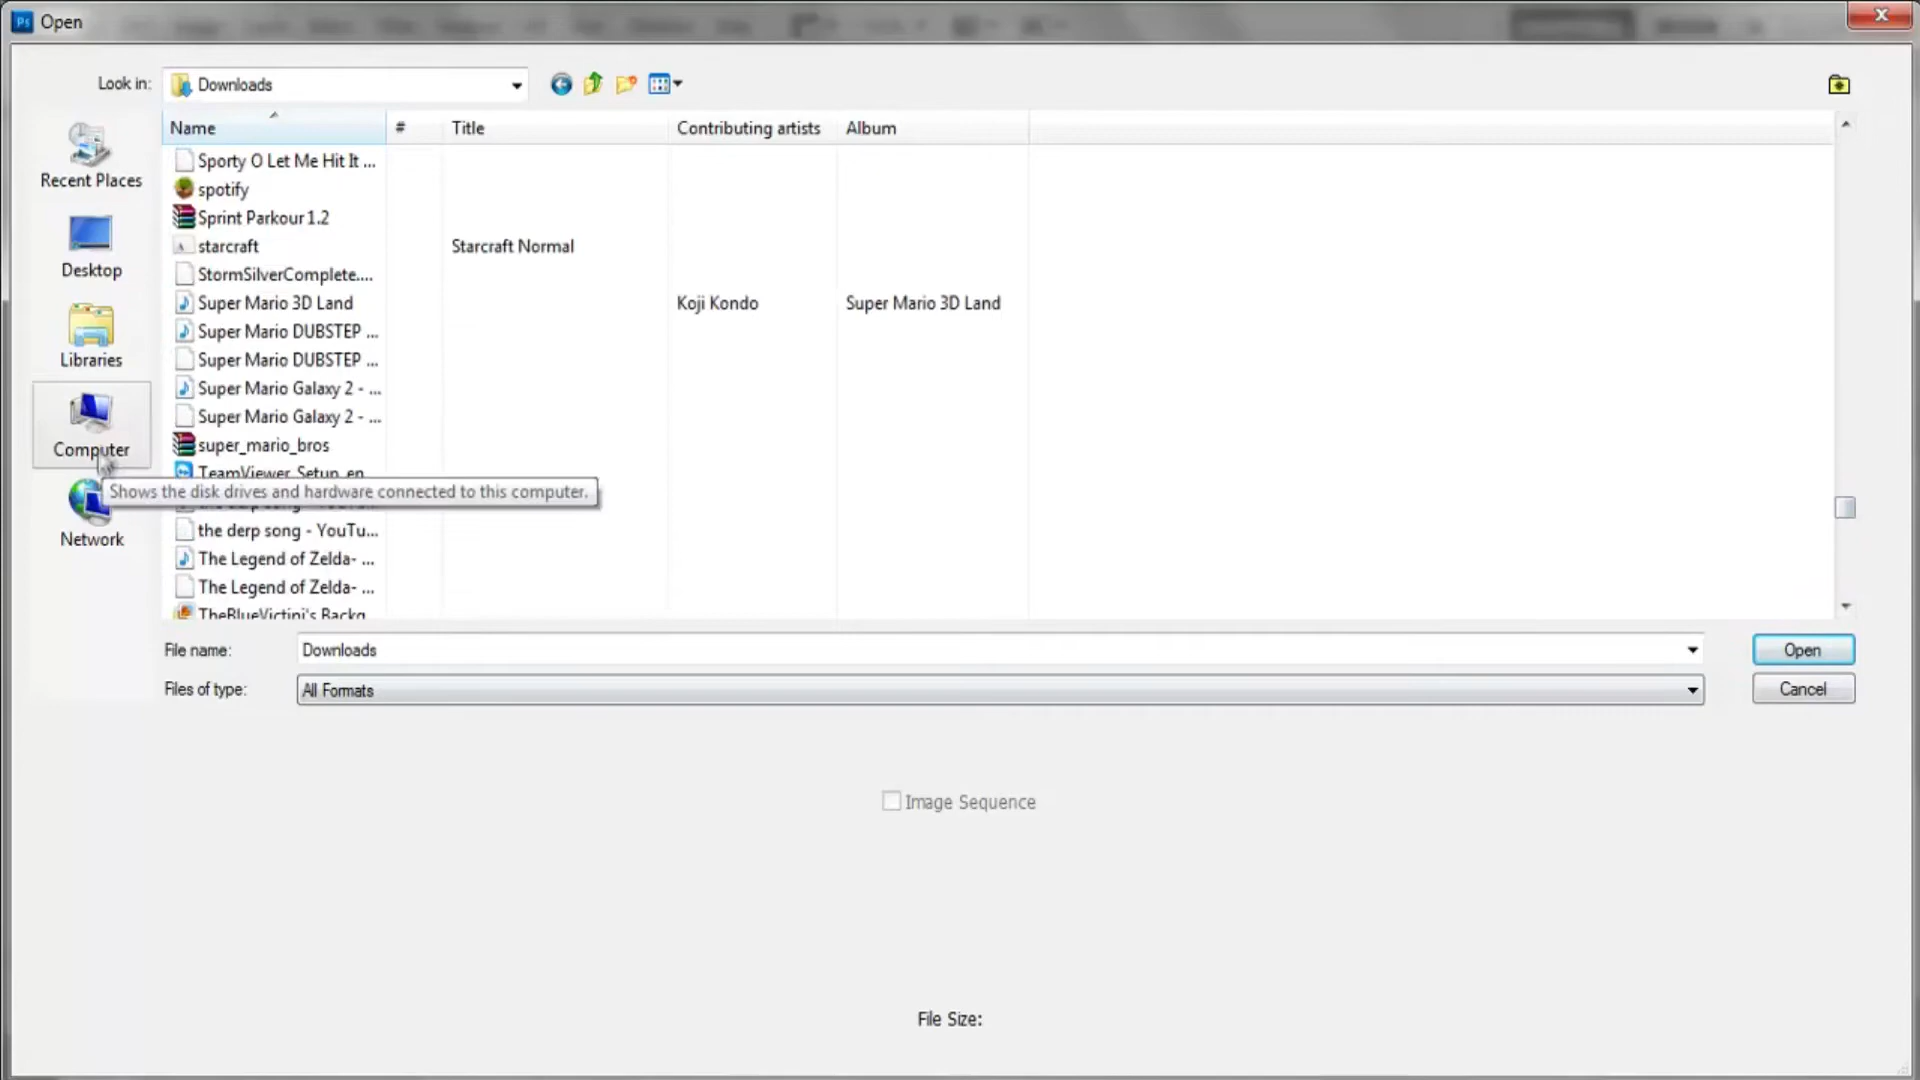 Ps Open
Look in: Downloads
Name # Title Contributing artists Album
Recent Places
Desktop
Libraries
Computer
Network
Sporty O Let Me Hit It ...
spotify
Sprint Parkour 1.2
starcraft Starcraft Normal
StormSilverComplete....
Super Mario 3D Land Koji Kondo Super Mario 3D Land
Super Mario DUBSTEP ...
Super Mario DUBSTEP ...
Super Mario Galaxy 2 - ...
Super Mario Galaxy 2 - ...
super_mario_bros
TeamViewer_Setup_en
Shows the disk drives and hardware connected to this computer.
the derp song - YouTu...
The Legend of Zelda- ...
The Legend of Zelda- ...
TheBlueVictini's Backg
File name: Downloads Open
Files of type: All Formats Cancel
Image Sequence
File Size: